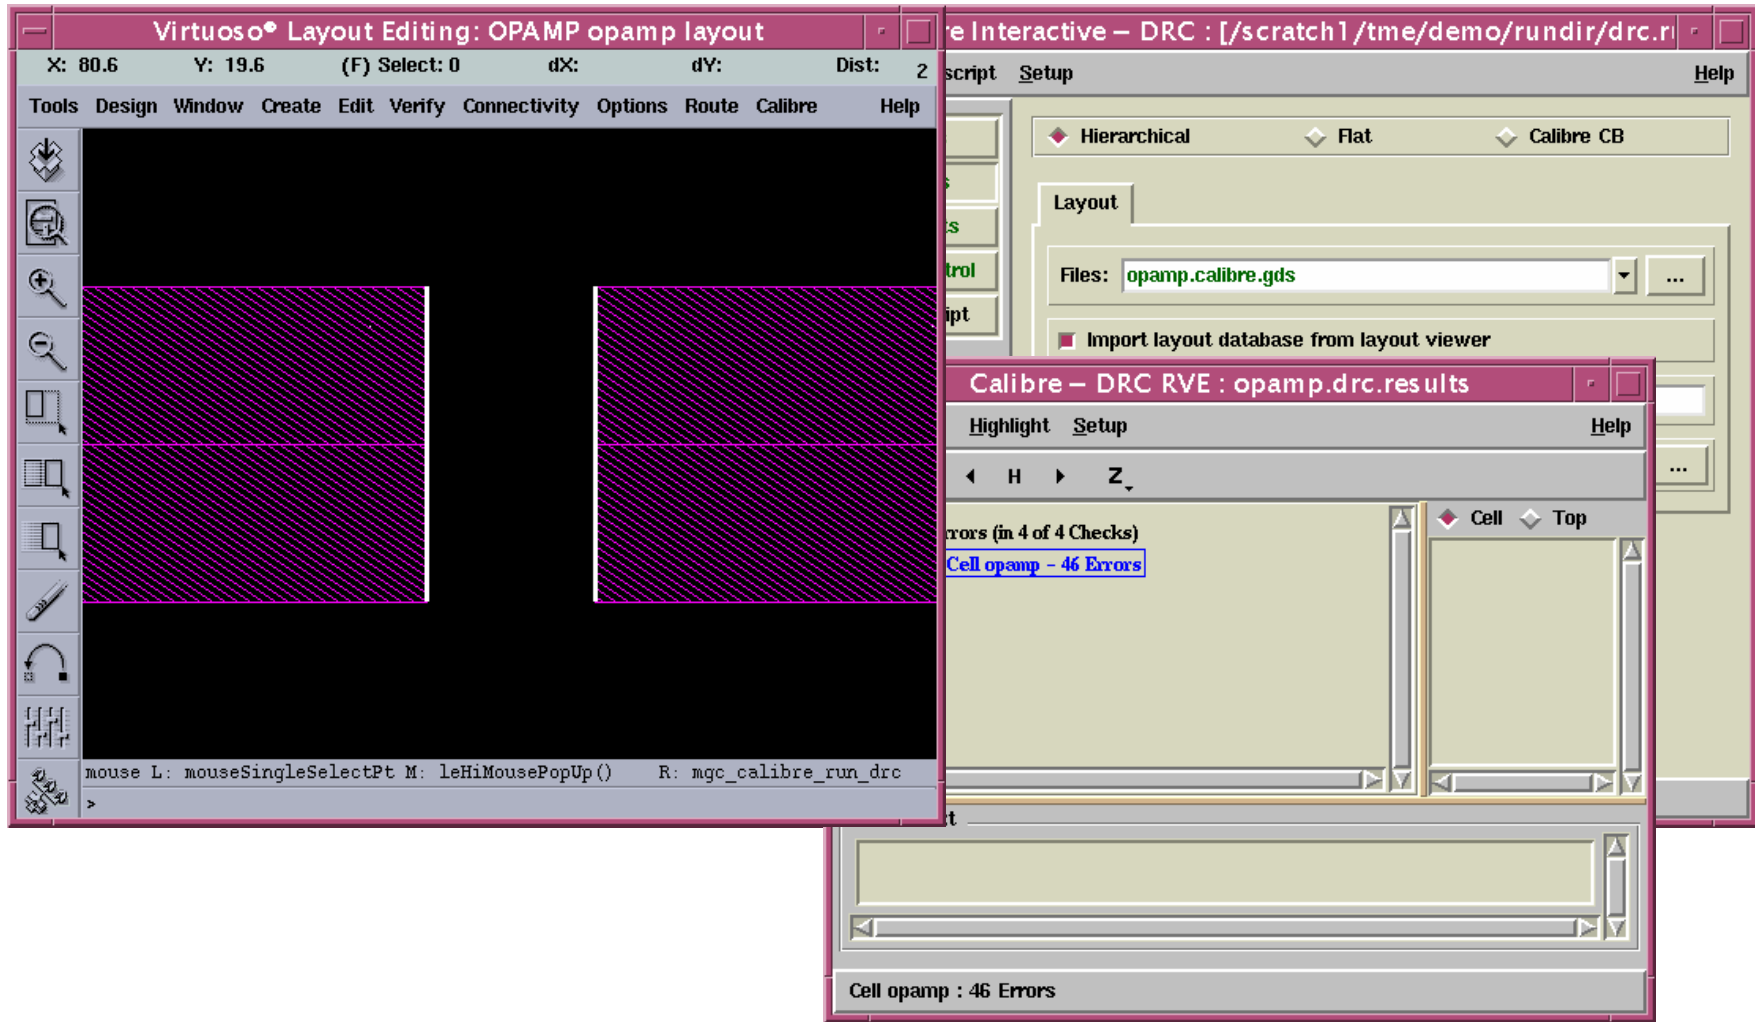 Virtuoso® Layout Editing: OPAMP opamp layout
X: 80.6 Y: 19.6 (F) Select: 0 dX: dY: Dist: 2
Tools Design Window Create Edit Verify Connectivity Options Route Calibre Help
mouse L: mouseSingleSelectPt M: leHiMousePopUp() R: mgc_calibre_run_drc
>
re Interactive – DRC : [/scratch1/tme/demo/rundir/drc.r
script Setup Help
Hierarchical Flat Calibre CB
Layout
s
ts
trol
ipt
Files: opamp.calibre.gds ...
Import layout database from layout viewer
...
Calibre – DRC RVE : opamp.drc.results
Highlight Setup Help
H Z
rrors (in 4 of 4 Checks)
Cell opamp – 46 Errors
Cell Top
ct
Cell opamp : 46 Errors